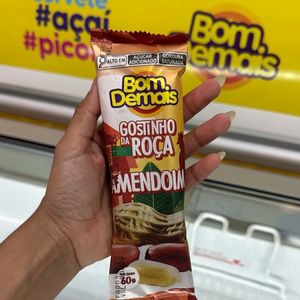 #açaí
#pico
Bom
Demais
ALTO EM
AÇÚCAR
ADICIONADO
GORDURA
SATURADA
Bom
Demais
GOSTINHO
DA ROÇA
AMENDOIM
60g